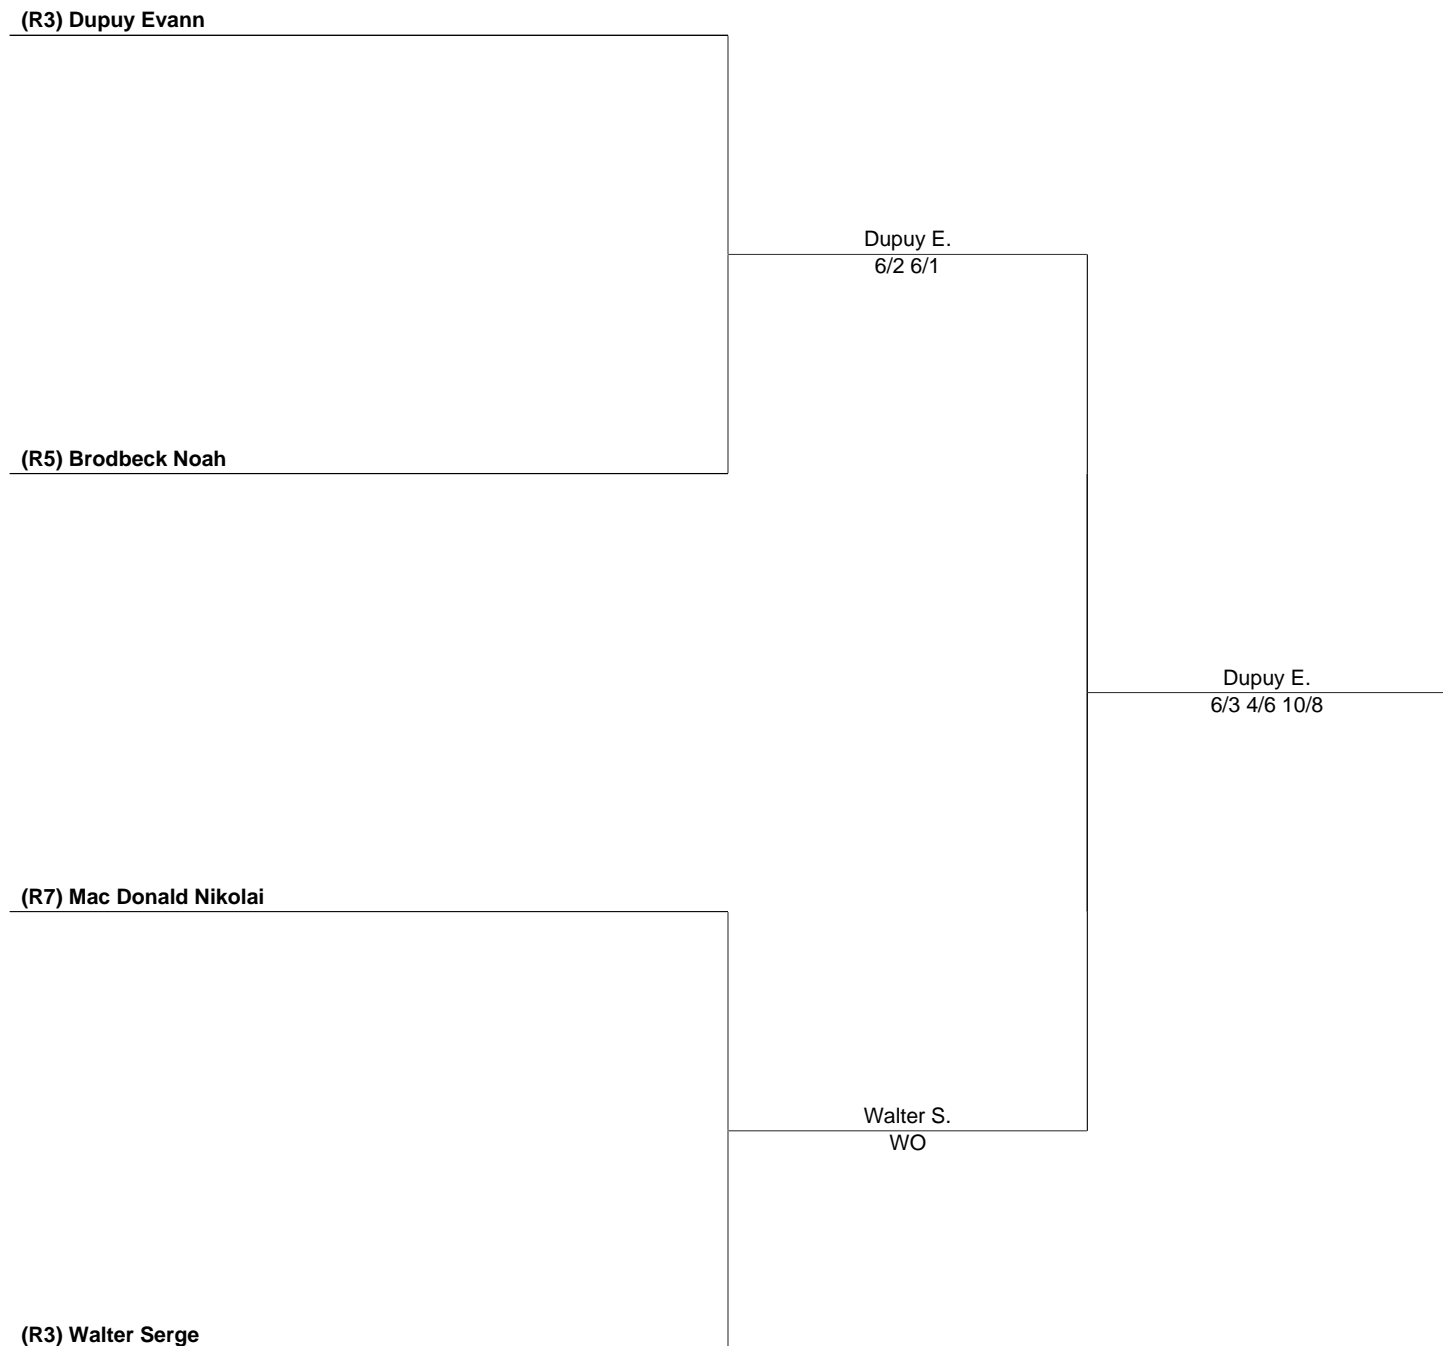 (R3) Dupuy Evann
Dupuy E.
6/2 6/1
(R5) Brodbeck Noah
Dupuy E.
6/3 4/6 10/8
(R7) Mac Donald Nikolai
Walter S.
WO
(R3) Walter Serge